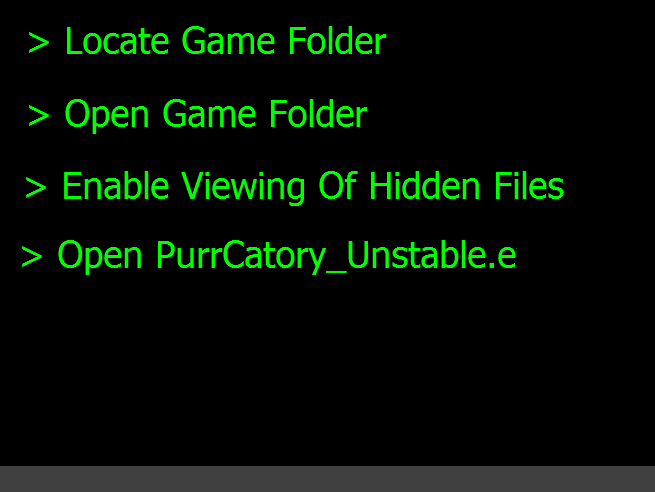 > Locate Game Folder
> Open Game Folder
> Enable Viewing Of Hidden Files
> Open PurrCatory_Unstable.e